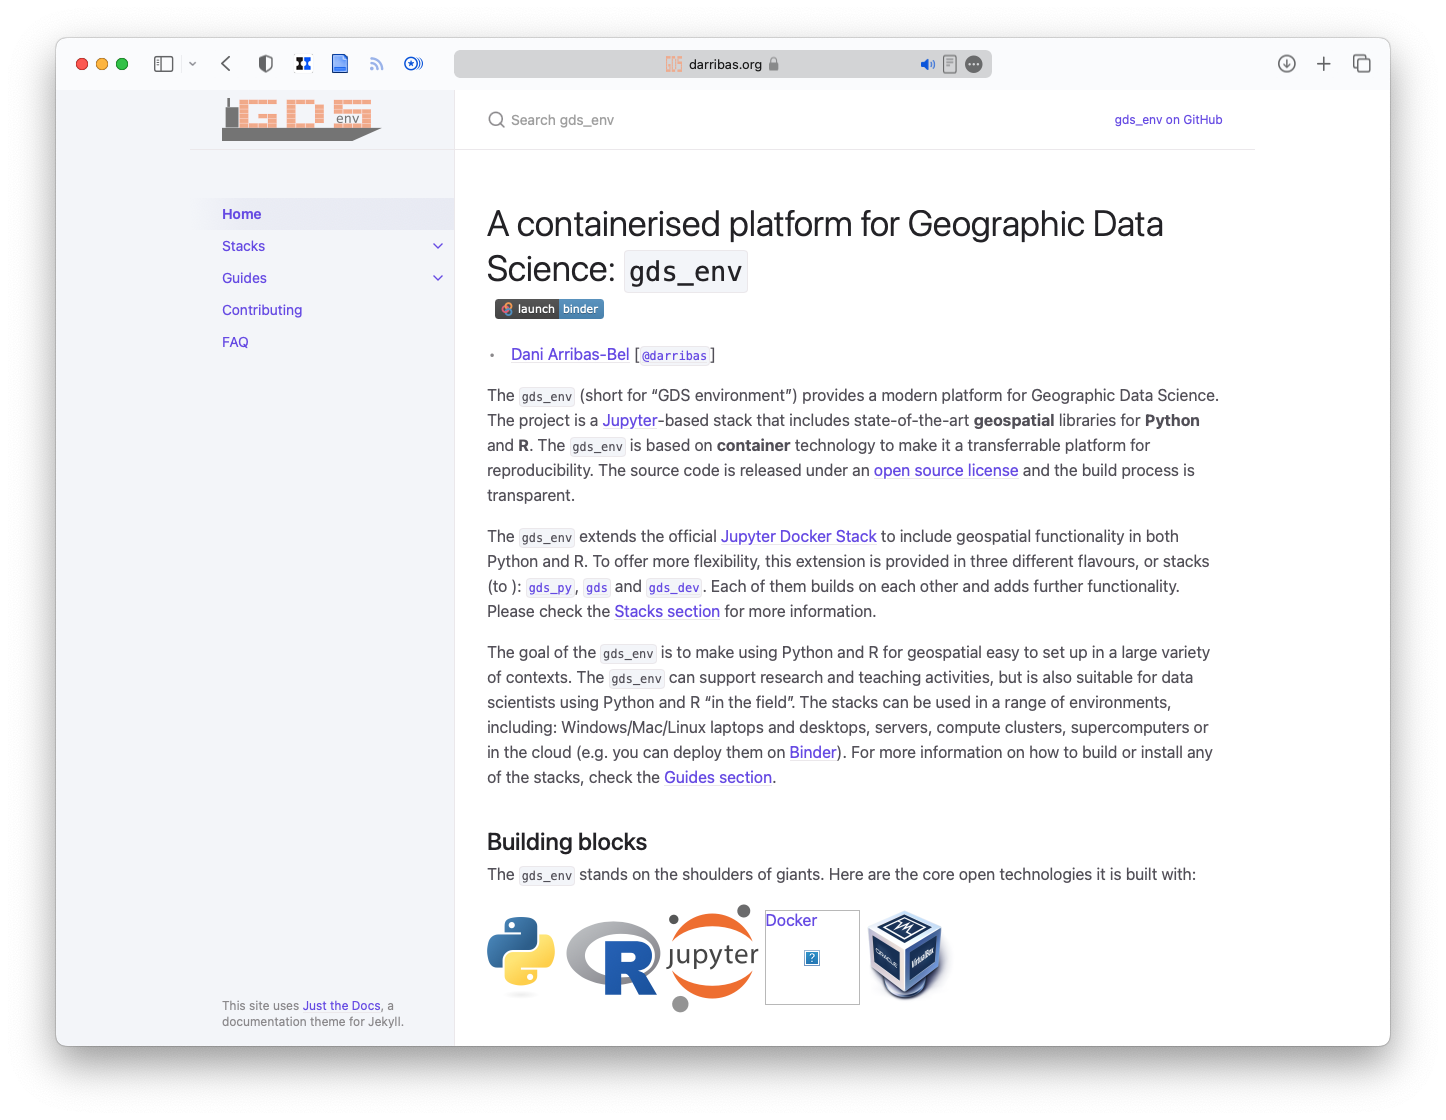 darribas.org
GDS
env
Search gds_env
gds_env on GitHub
Home
Stacks
Guides
Contributing
FAQ
A containerised platform for Geographic Data
Science: gds_env
launch binder
• Dani Arribas-Bel [@darribas]
The gds_env (short for “GDS environment”) provides a modern platform for Geographic Data Science.
The project is a Jupyter-based stack that includes state-of-the-art geospatial libraries for Python
and R. The gds_env is based on container technology to make it a transferrable platform for
reproducibility. The source code is released under an open source license and the build process is
transparent.
The gds_env extends the official Jupyter Docker Stack to include geospatial functionality in both
Python and R. To offer more flexibility, this extension is provided in three different flavours, or stacks
(to ): gds_py, gds and gds_dev. Each of them builds on each other and adds further functionality.
Please check the Stacks section for more information.
The goal of the gds_env is to make using Python and R for geospatial easy to set up in a large variety
of contexts. The gds_env can support research and teaching activities, but is also suitable for data
scientists using Python and R “in the field”. The stacks can be used in a range of environments,
including: Windows/Mac/Linux laptops and desktops, servers, compute clusters, supercomputers or
in the cloud (e.g. you can deploy them on Binder). For more information on how to build or install any
of the stacks, check the Guides section.
Building blocks
The gds_env stands on the shoulders of giants. Here are the core open technologies it is built with:
R
jupyter
Docker
ORACLE
VirtualBox
This site uses Just the Docs, a
documentation theme for Jekyll.